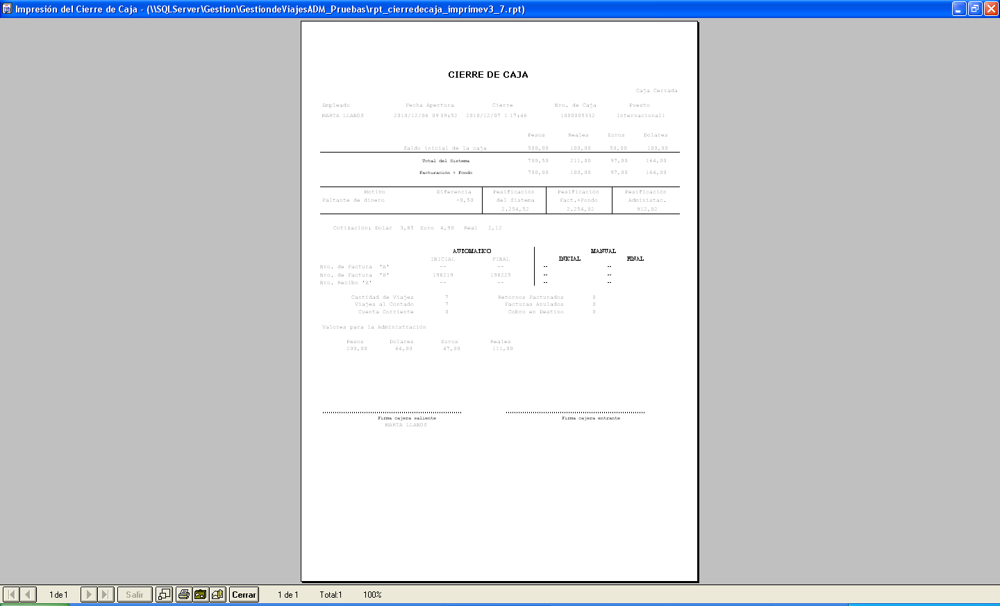 Impresión del Cierre de Caja - (\\SQLServer\Gestion\GestiondeViajesADM_Pruebas\rpt_cierredecaja_imprimev3_7.rpt)
CIERRE DE CAJA
Caja Cerrada
Empleado Fecha Apertura Cierre Nro. de Caja Puesto
MARTA LLANOS 2010/12/06 09:09:52 2010/12/07 1 17:46 1000005332 Internacional1
Pesos Reales Euros Dolares
Saldo inicial de la caja 500,00 100,00 50,00 100,00
Total del Sistema 700,50 211,00 97,00 164,00
Facturación + Fondo 700,00 100,00 97,00 164,00
Motivo Diferencia Pesificación Pesificación Pesificación
Faltante de dinero -0,50 del Sistema Fact.+Fondo Administac.
2.254,52 2.254,02 912,02
Cotización: Dolar 3,85 Euro 4,90 Real 2,12
AUTOMATICO MANUAL
INICIAL FINAL INICIAL FINAL
Nro. de Factura 'A' -- -- -- --
Nro. de Factura 'B' 198219 198225 -- --
Nro. Recibo 'X' -- -- -- --
Cantidad de Viajes 7 Retornos Facturados 0
Viajes al Contado 7 Facturas Anulados 0
Cuenta Corriente 0 Cobro en Destino 0
Valores para la Administración
Pesos Dolares Euros Reales
200,00 64,00 47,00 111,00
Firma cajera saliente Firma cajera entrante
MARTA LLANOS
1 de 1 Salir Cerrar 1 de 1 Total:1 100%